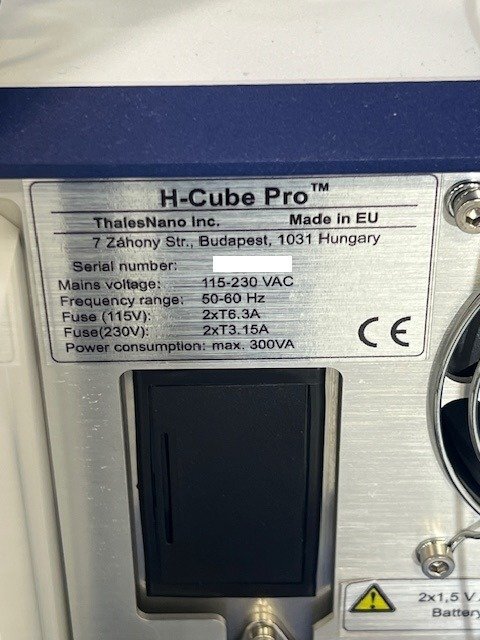 H-Cube Pro™
ThalesNano Inc. Made in EU
7 Záhony Str., Budapest, 1031 Hungary
Serial number:
Mains voltage: 115-230 VAC
Frequency range: 50-60 Hz
Fuse (115V): 2xT6.3A
Fuse(230V): 2xT3.15A
Power consumption: max. 300VA
CE
2x1,5 V
Battery